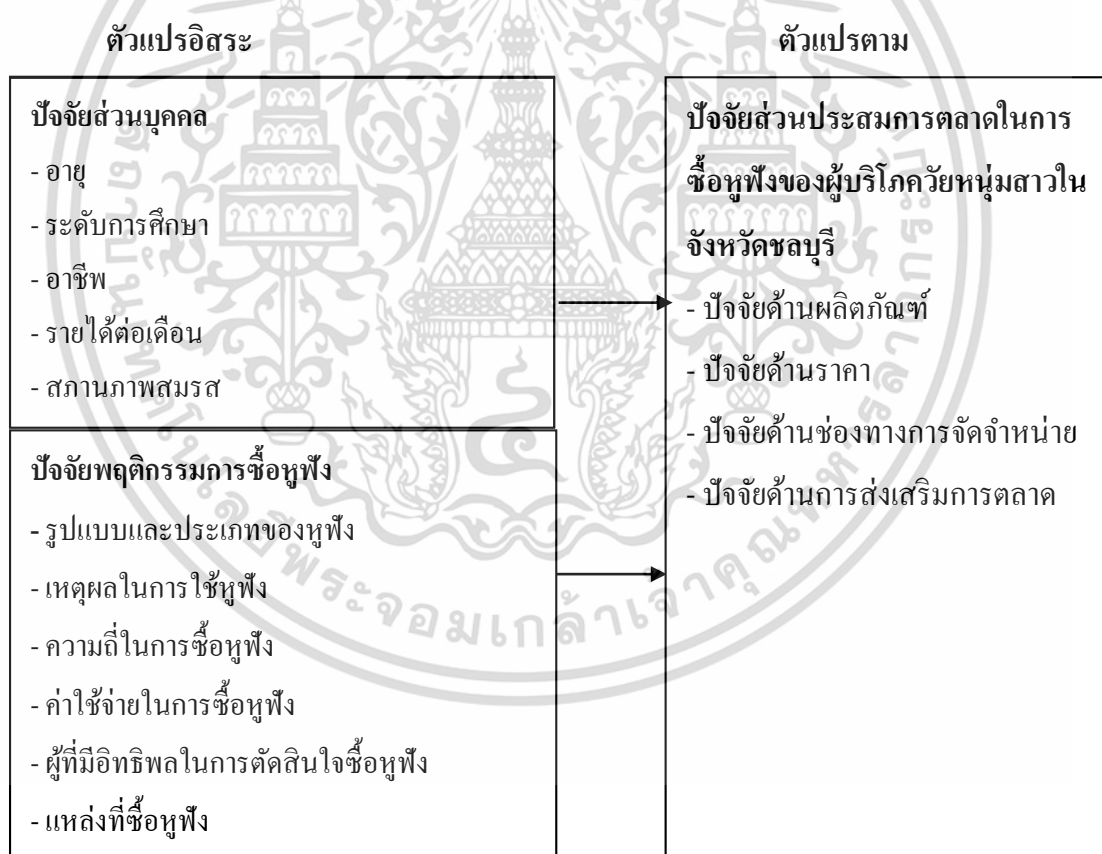 ตัวแปรอิสระ
ปัจจัยส่วนบุคคล
- อายุ
- ระดับการศึกษา
- อาชีพ
- รายได้ต่อเดือน
- สภานภาพสมรส
ปัจจัยพฤติกรรมการซื้อหูฟัง
- รูปแบบและประเภทของหูฟัง
- เหตุผลในการใช้หูฟัง
- ความถี่ในการซื้อหูฟัง
- ค่าใช้จ่ายในการซื้อหูฟัง
- ผู้ที่มีอิทธิพลในการตัดสินใจซื้อหูฟัง
- แหล่งที่ซื้อหูฟัง
ตัวแปรตาม
ปัจจัยส่วนประสมการตลาดในการ
ซื้อหูฟังของผู้บริโภควัยหนุ่มสาวใน
จังหวัดชลบุรี
- ปัจจัยด้านผลิตภัณฑ์
- ปัจจัยด้านราคา
- ปัจจัยด้านช่องทางการจัดจำหน่าย
- ปัจจัยด้านการส่งเสริมการตลาด